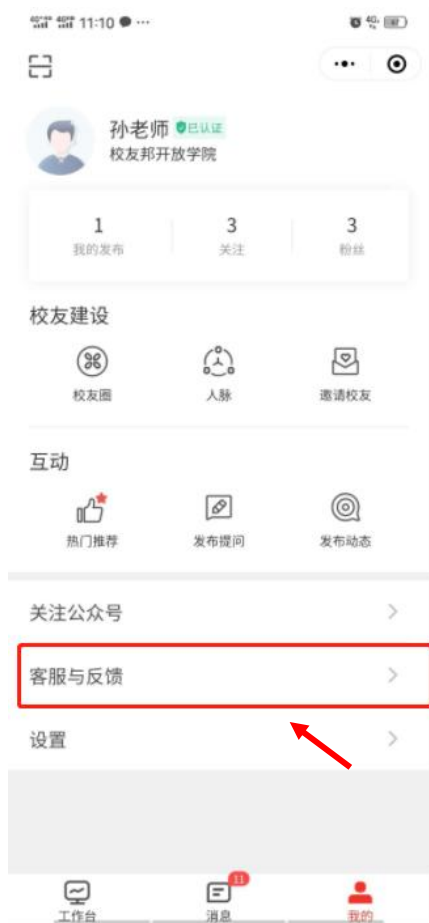 11:10
孙老师 已认证
校友邦开放学院
1 3 3
我的发布 关注 粉丝
校友建设
校友圈 人脉 邀请校友
互动
热门推荐 发布提问 发布动态
关注公众号
客服与反馈
设置
11
工作台 消息 我的